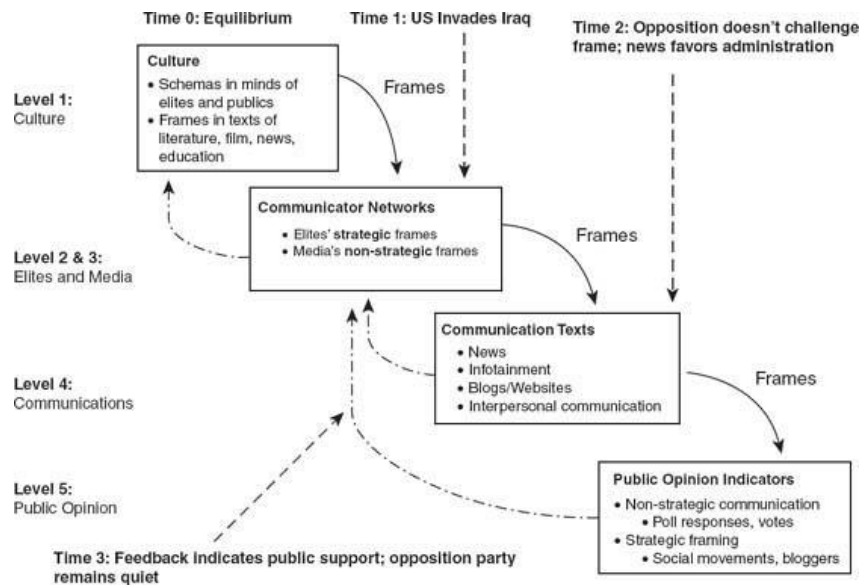 Time 0: Equilibrium
Time 1: US Invades Iraq
Time 2: Opposition doesn't challenge
frame; news favors administration
Culture
• Schemas in minds of
elites and publics
• Frames in texts of
literature, film, news,
education
Frames
Level 1:
Culture
Communicator Networks
• Elites' strategic frames
• Media's non-strategic frames
Frames
Level 2 & 3:
Elites and Media
Communication Texts
• News
• Infotainment
• Blogs/Websites
• Interpersonal communication
Frames
Level 4:
Communications
Public Opinion Indicators
• Non-strategic communication
• Poll responses, votes
• Strategic framing
• Social movements, bloggers
Level 5:
Public Opinion
Time 3: Feedback indicates public support; opposition party
remains quiet